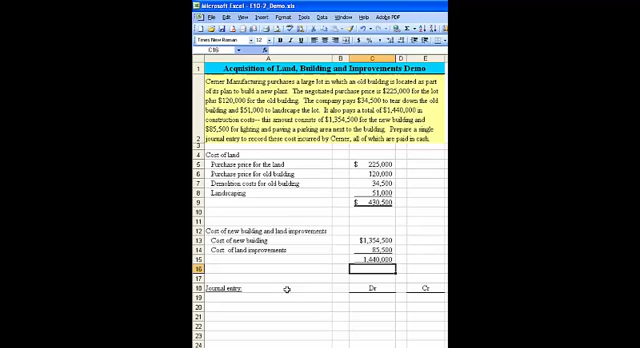 Microsoft Excel - E10-2_Demo.xls
File Edit View Insert Format Tools Data Window Help Adobe PDF
Times New Roman 12 B I U
C16 fx
A B C D E
1 Acquisition of Land, Building and Improvements Demo
Cerner Manufacturing purchases a large lot in which an old building is located as part
of its plan to build a new plant. The negotiated purchase price is $225,000 for the lot
plus $120,000 for the old building. The company pays $34,500 to tear down the old
building and $51,000 to landscape the lot. It also pays a total of $1,440,000 in
construction costs-- this amount consists of $1,354,500 for the new building and
$85,500 for lighting and paving a parking area next to the building. Prepare a single
2 journal entry to record these cost incurred by Cerner, all of which are paid in cash.
3
4 Cost of land
5 Purchase price for the land $ 225,000
6 Purchase price for old building 120,000
7 Demolition costs for old building 34,500
8 Landscaping 51,000
9 $ 430,500
10
11
12 Cost of new building and land improvements
13 Cost of new building $1,354,500
14 Cost of land improvements 85,500
15 1,440,000
16
17
18 Journal entry: Dr Cr
19
20
21
22
23
24